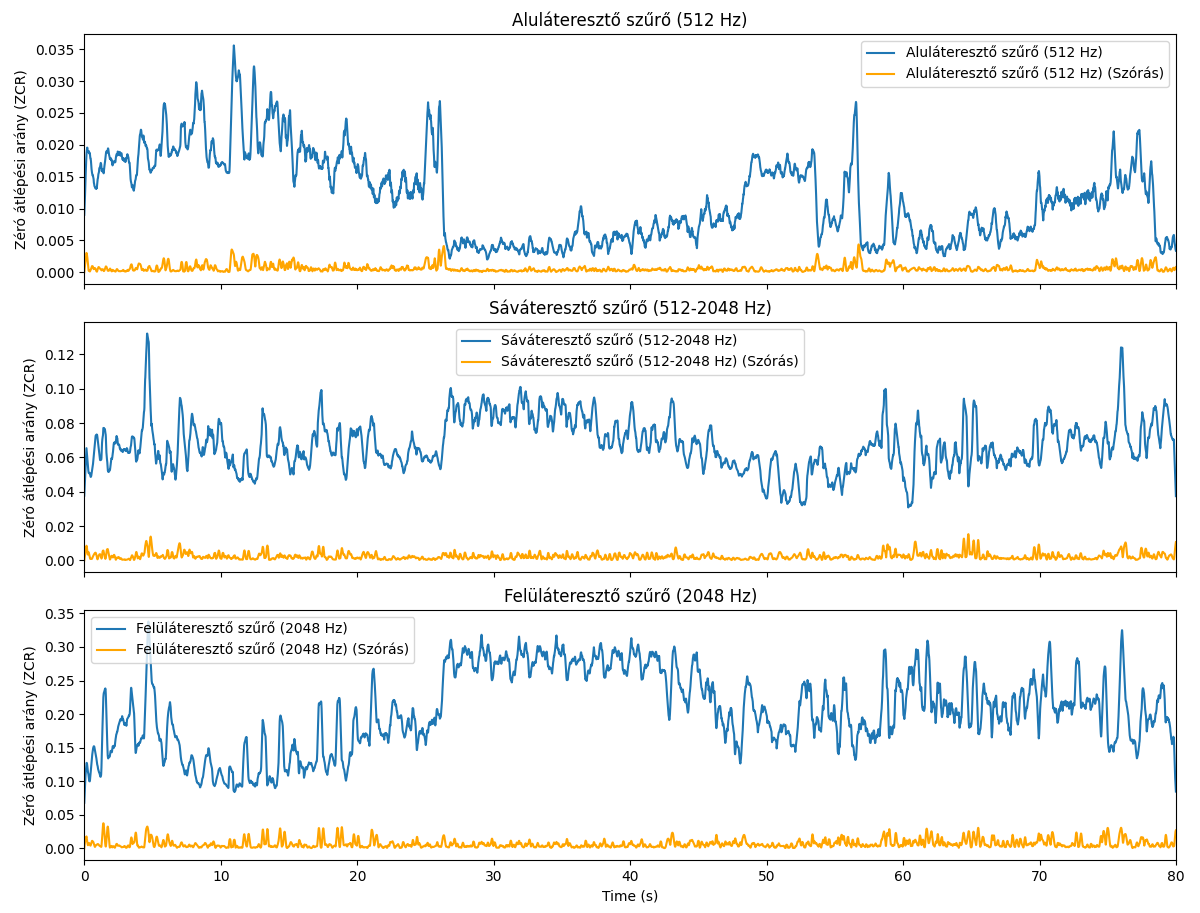 Aluláteresztő szűrő (512 Hz)
0.035
0.030
0.025
0.020
0.015
0.010
0.005
0.000
Zéró átlépési arány (ZCR)
Aluláteresztő szűrő (512 Hz)
Aluláteresztő szűrő (512 Hz) (Szórás)
Sáváteresztő szűrő (512-2048 Hz)
0.12
0.10
0.08
0.06
0.04
0.02
0.00
Zéró átlépési arány (ZCR)
Sáváteresztő szűrő (512-2048 Hz)
Sáváteresztő szűrő (512-2048 Hz) (Szórás)
Felüláteresztő szűrő (2048 Hz)
0.35
0.30
0.25
0.20
0.15
0.10
0.05
0.00
Zéró átlépési arány (ZCR)
Felüláteresztő szűrő (2048 Hz)
Felüláteresztő szűrő (2048 Hz) (Szórás)
0 10 20 30 40 50 60 70 80
Time (s)